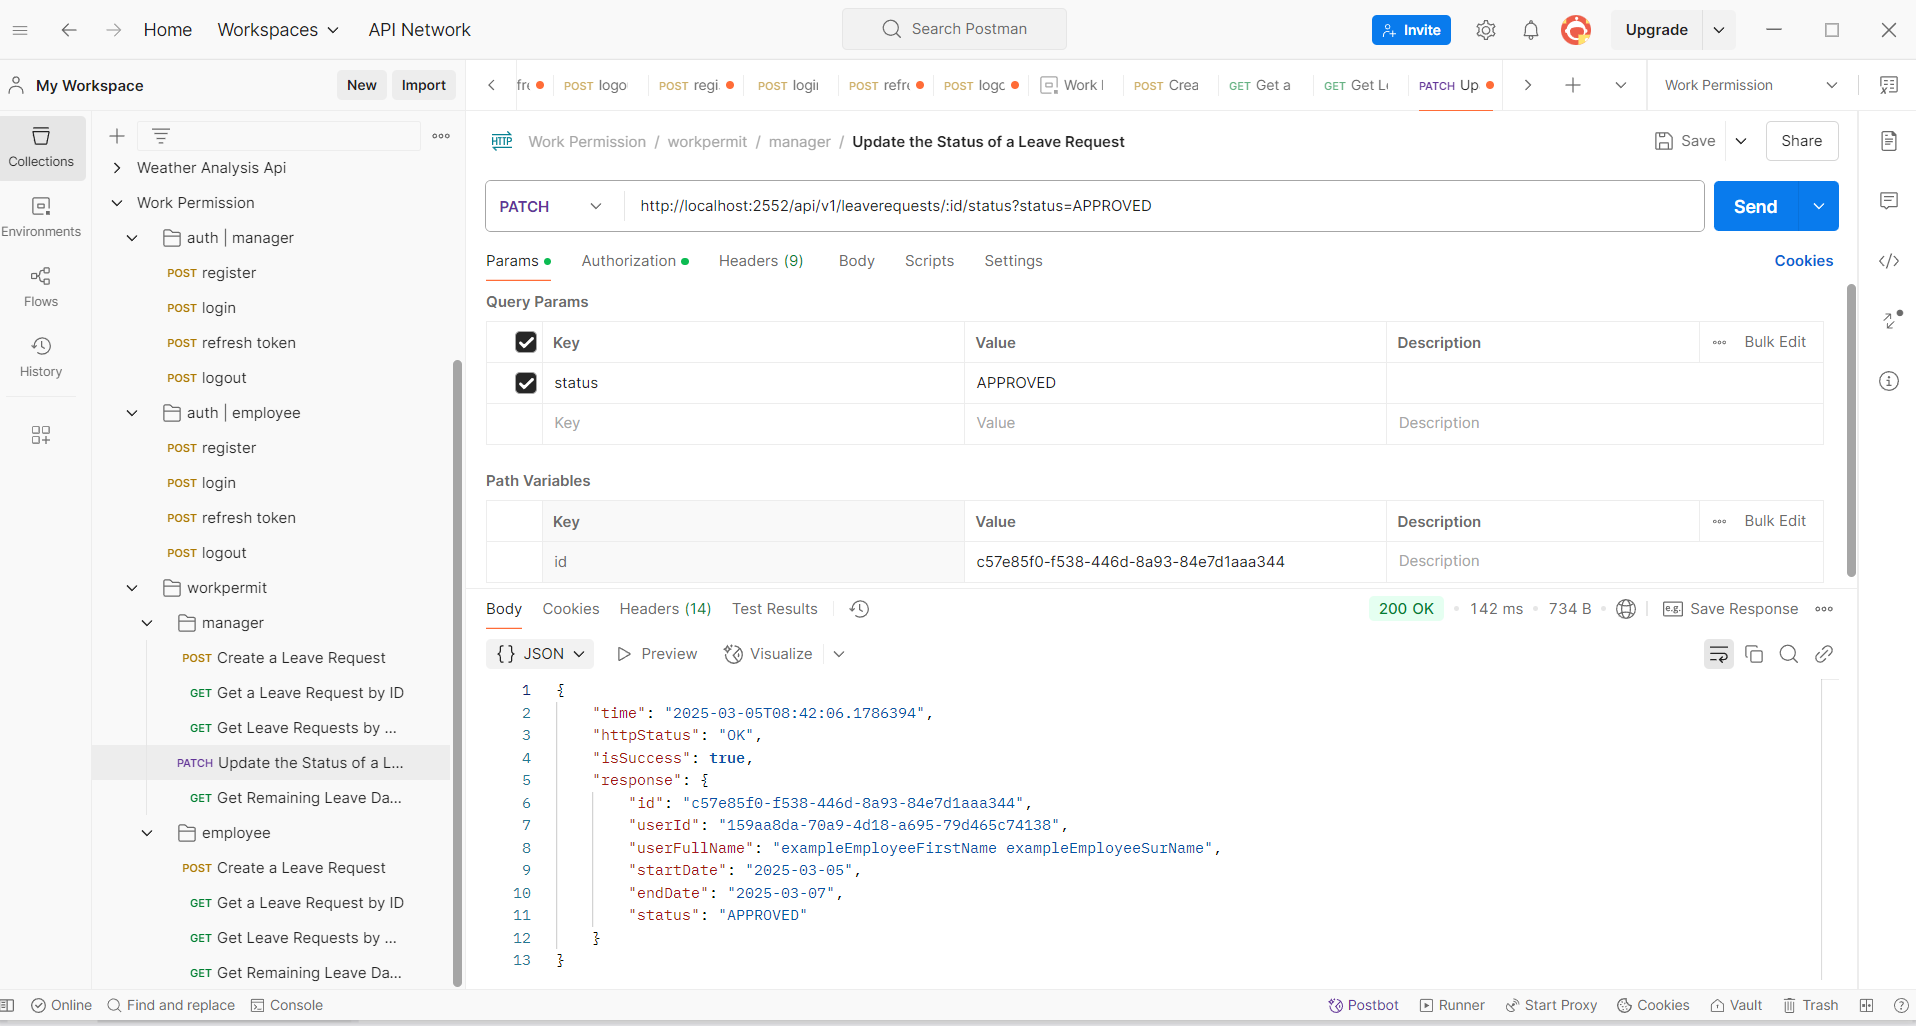 Home Workspaces API Network Search Postman Invite Upgrade
My Workspace New Import
POST logo POST regi. POST login POST refr POST logc Work POST Crea GET Get a GET Get Le PATCH Up Work Permission
Collections
Environments
Flows
History
Weather Analysis Api
Work Permission
auth | manager
POST register
POST login
POST refresh token
POST logout
auth | employee
POST register
POST login
POST refresh token
POST logout
workpermit
manager
POST Create a Leave Request
GET Get a Leave Request by ID
GET Get Leave Requests by ...
PATCH Update the Status of a L...
GET Get Remaining Leave Da...
employee
POST Create a Leave Request
GET Get a Leave Request by ID
GET Get Leave Requests by ...
GET Get Remaining Leave Da...
HTTP Work Permission / workpermit / manager / Update the Status of a Leave Request Save Share
PATCH http://localhost:2552/api/v1/leaverequests/:id/status?status=APPROVED Send
Params Authorization Headers (9) Body Scripts Settings Cookies
Query Params
Key Value Description Bulk Edit
status APPROVED
Key Value Description
Path Variables
Key Value Description Bulk Edit
id c57e85f0-f538-446d-8a93-84e7d1aaa344 Description
Body Cookies Headers (14) Test Results 200 OK 142 ms 734 B e.g. Save Response
{} JSON Preview Visualize
1 {
2 "time": "2025-03-05T08:42:06.1786394",
3 "httpStatus": "OK",
4 "isSuccess": true,
5 "response": {
6 "id": "c57e85f0-f538-446d-8a93-84e7d1aaa344",
7 "userId": "159aa8da-70a9-4d18-a695-79d465c74138",
8 "userFullName": "exampleEmployeeFirstName exampleEmployeeSurName",
9 "startDate": "2025-03-05",
10 "endDate": "2025-03-07",
11 "status": "APPROVED"
12 }
13 }
Online Find and replace Console Postbot Runner Start Proxy Cookies Vault Trash